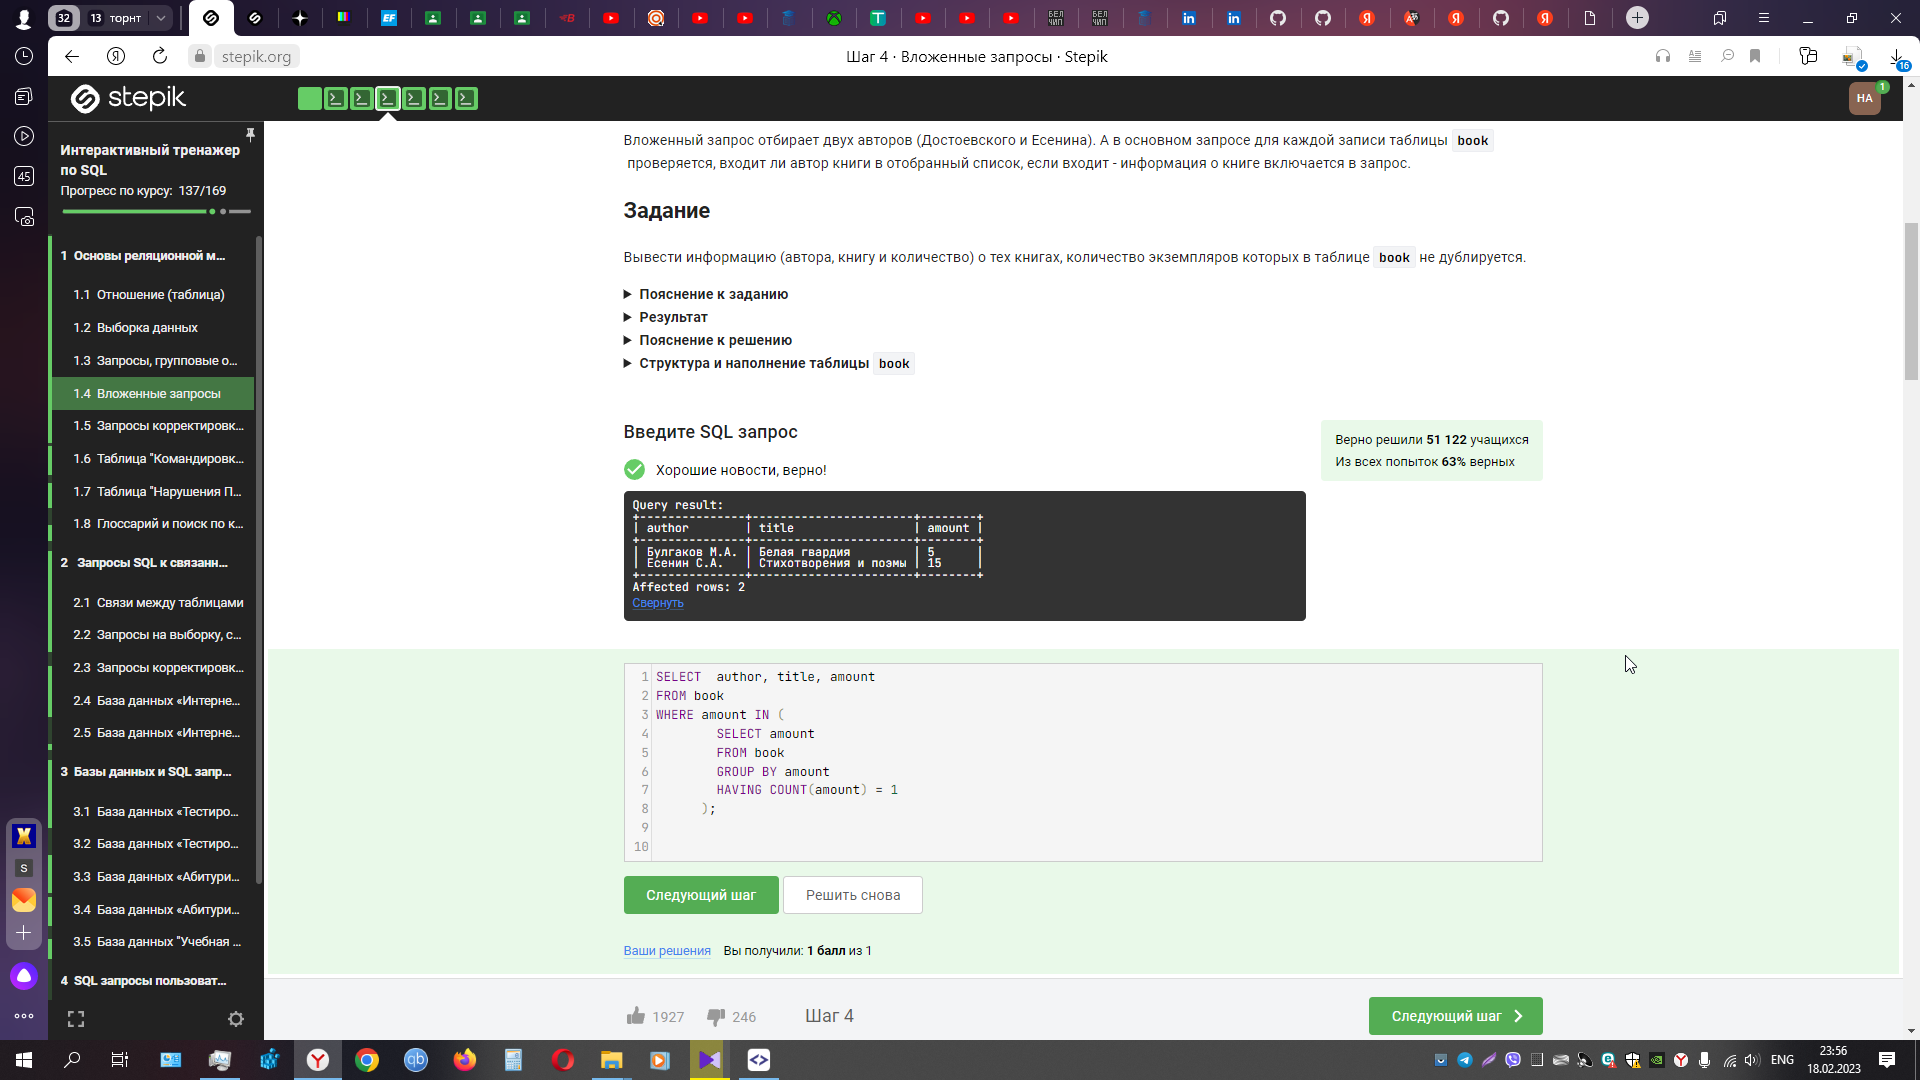 32
13 торнт
stepik.org
Шаг 4 · Вложенные запросы · Stepik
16
stepik
HA
1
45
Интерактивный тренажер
по SQL
Прогресс по курсу: 137/169
1 Основы реляционной м...
1.1 Отношение (таблица)
1.2 Выборка данных
1.3 Запросы, групповые о...
1.4 Вложенные запросы
1.5 Запросы корректировк...
1.6 Таблица "Командировк...
1.7 Таблица "Нарушения П...
1.8 Глоссарий и поиск по к...
2 Запросы SQL к связанн...
2.1 Связи между таблицами
2.2 Запросы на выборку, с...
2.3 Запросы корректировк...
2.4 База данных «Интерне...
2.5 База данных «Интерне...
3 Базы данных и SQL запр...
3.1 База данных «Тестиро...
3.2 База данных «Тестиро...
3.3 База данных «Абитури...
3.4 База данных «Абитури...
3.5 База данных "Учебная ...
4 SQL запросы пользоват...
Вложенный запрос отбирает двух авторов (Достоевского и Есенина). А в основном запросе для каждой записи таблицы book
проверяется, входит ли автор книги в отобранный список, если входит - информация о книге включается в запрос.
Задание
Вывести информацию (автора, книгу и количество) о тех книгах, количество экземпляров которых в таблице book не дублируется.
Пояснение к заданию
Результат
Пояснение к решению
Структура и наполнение таблицы book
Введите SQL запрос
Верно решили 51 122 учащихся
Из всех попыток 63% верных
Хорошие новости, верно!
Query result:
+---------------+----------------------+--------+
| author | title | amount |
+---------------+----------------------+--------+
| Булгаков М.А. | Белая гвардия | 5 |
| Есенин С.А. | Стихотворения и поэмы | 15 |
+---------------+----------------------+--------+
Affected rows: 2
Свернуть
1 SELECT author, title, amount
2 FROM book
3 WHERE amount IN (
4 SELECT amount
5 FROM book
6 GROUP BY amount
7 HAVING COUNT(amount) = 1
8 );
9
10
Следующий шаг
Решить снова
Ваши решения Вы получили: 1 балл из 1
1927
246
Шаг 4
Следующий шаг
ENG
23:56
18.02.2023